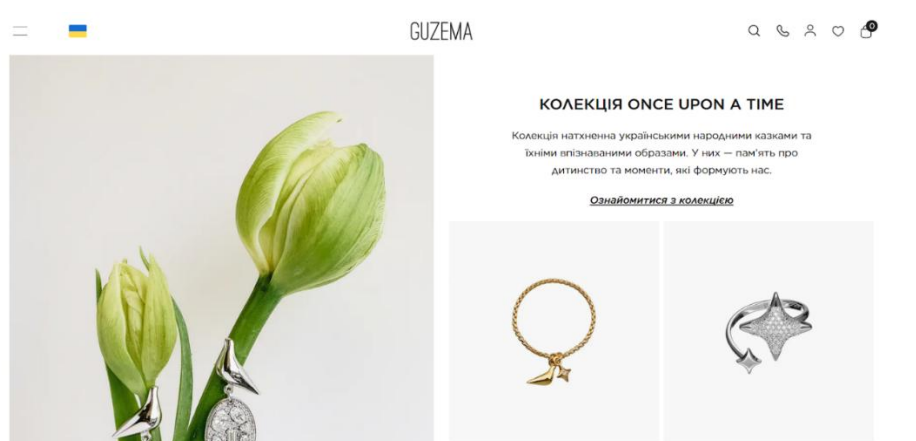 GUZEMA
0
КОЛЕКЦІЯ ONCE UPON A TIME
Колекція натхненна українськими народними казками та
їхніми впізнаваними образами. У них — пам'ять про
дитинство та моменти, які формують нас.
Ознайомитися з колекцією